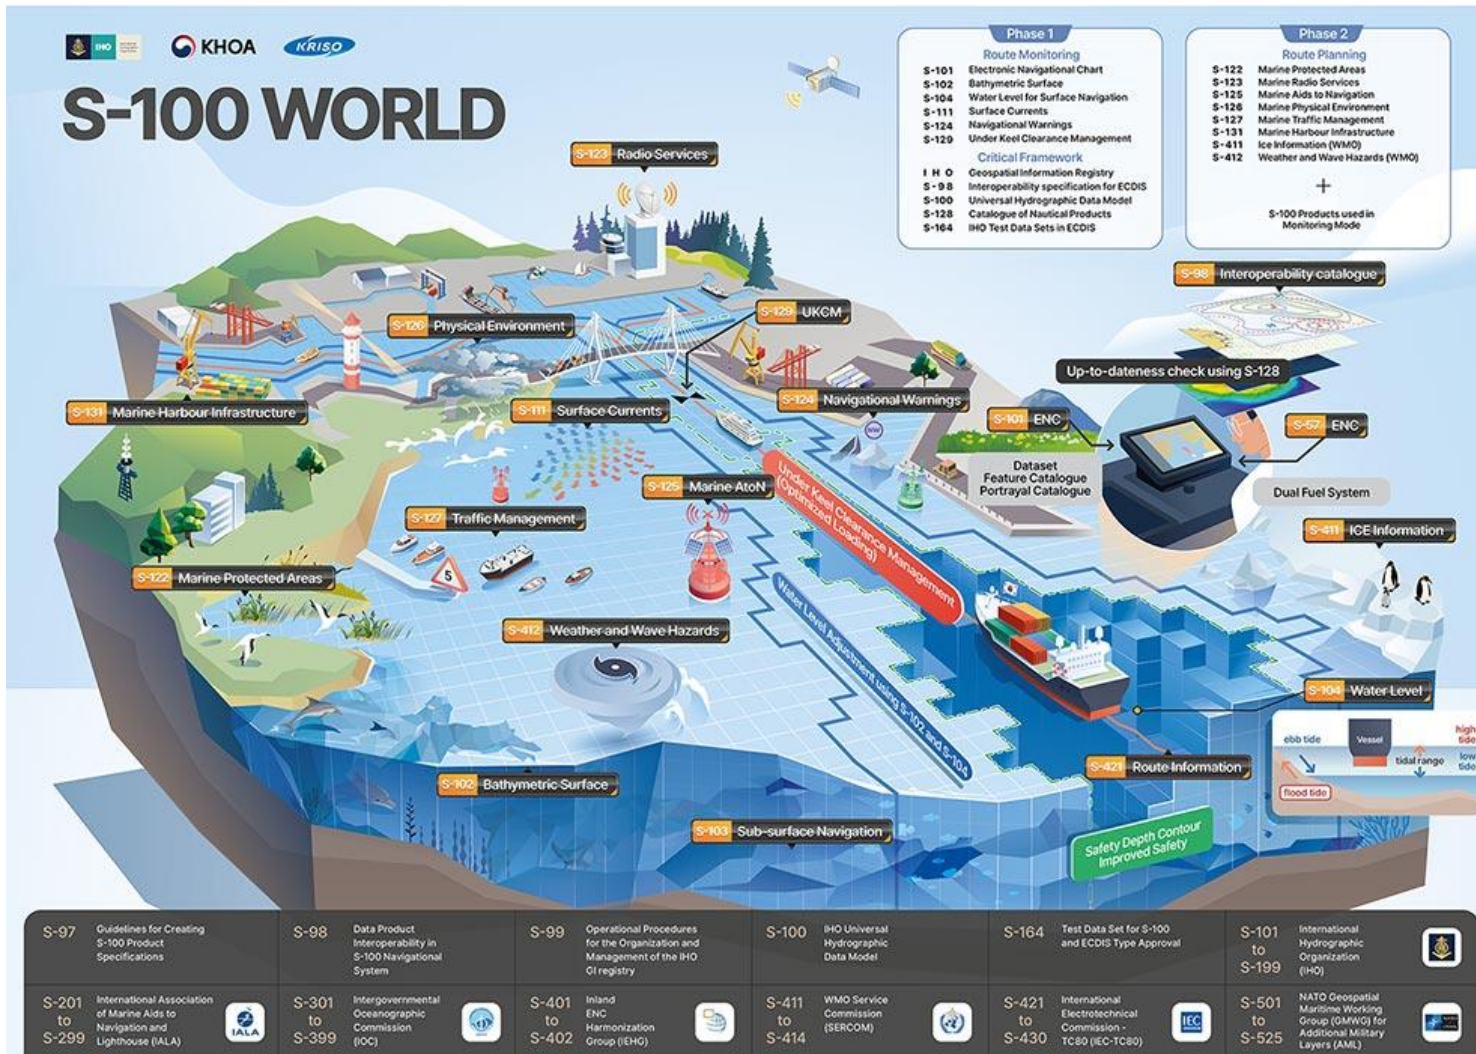 IHO
KHOA
KRISO
S-100 WORLD
Phase 1
Route Monitoring
S-101 Electronic Navigational Chart
S-102 Bathymetric Surface
S-104 Water Level for Surface Navigation
S-111 Surface Currents
S-124 Navigational Warnings
S-129 Under Keel Clearance Management
Critical Framework
I H O Geospatial Information Registry
S-98 Interoperability specification for ECDIS
S-100 Universal Hydrographic Data Model
S-128 Catalogue of Nautical Products
S-164 IHO Test Data Sets in ECDIS
Phase 2
Route Planning
S-122 Marine Protected Areas
S-123 Marine Radio Services
S-125 Marine Aids to Navigation
S-126 Marine Physical Environment
S-127 Marine Traffic Management
S-131 Marine Harbour Infrastructure
S-411 Ice Information (WMO)
S-412 Weather and Wave Hazards (WMO)
+
S-100 Products used in
Monitoring Mode
S-123 Radio Services
S-98 Interoperability catalogue
S-129 UKCM
S-126 Physical Environment
Up-to-dateness check using S-128
S-131 Marine Harbour Infrastructure
S-111 Surface Currents
S-124 Navigational Warnings
S-101 ENC
S-57 ENC
NW
Dataset
Feature Catalogue
Portrayal Catalogue
Dual Fuel System
S-125 Marine AtoN
Under Keel Clearance Management
(Optimized Loading)
S-127 Traffic Management
S-411 ICE Information
5
S-122 Marine Protected Areas
S-412 Weather and Wave Hazards
Water Level Adjustment using S-102 and S-104
S-104 Water Level
ebb tide
Vessel
high
tide
tidal range
low
tide
flood tide
S-421 Route Information
S-102 Bathymetric Surface
S-103 Sub-surface Navigation
Safety Depth Contour
Improved Safety
S-97 Guidelines for Creating
S-100 Product
Specifications
S-98 Data Product
Interoperability in
S-100 Navigational
System
S-99 Operational Procedures
for the Organization and
Management of the IHO
GI registry
S-100 IHO Universal
Hydrographic
Data Model
S-164 Test Data Set for S-100
and ECDIS Type Approval
S-101
to
S-199
International
Hydrographic
Organization
(IHO)
S-201
to
S-299
International Association
of Marine Aids to
Navigation and
Lighthouse (IALA)
IALA
S-301
to
S-399
Intergovernmental
Oceanographic
Commission
(IOC)
S-401
to
S-402
Inland
ENC
Harmonization
Group (IEHG)
S-411
to
S-414
WMO Service
Commission
(SERCOM)
S-421
to
S-430
International
Electrotechnical
Commission -
TC80 (IEC-TC80)
IEC
S-501
to
S-525
NATO Geospatial
Maritime Working
Group (GMWG) for
Additional Military
Layers (AML)